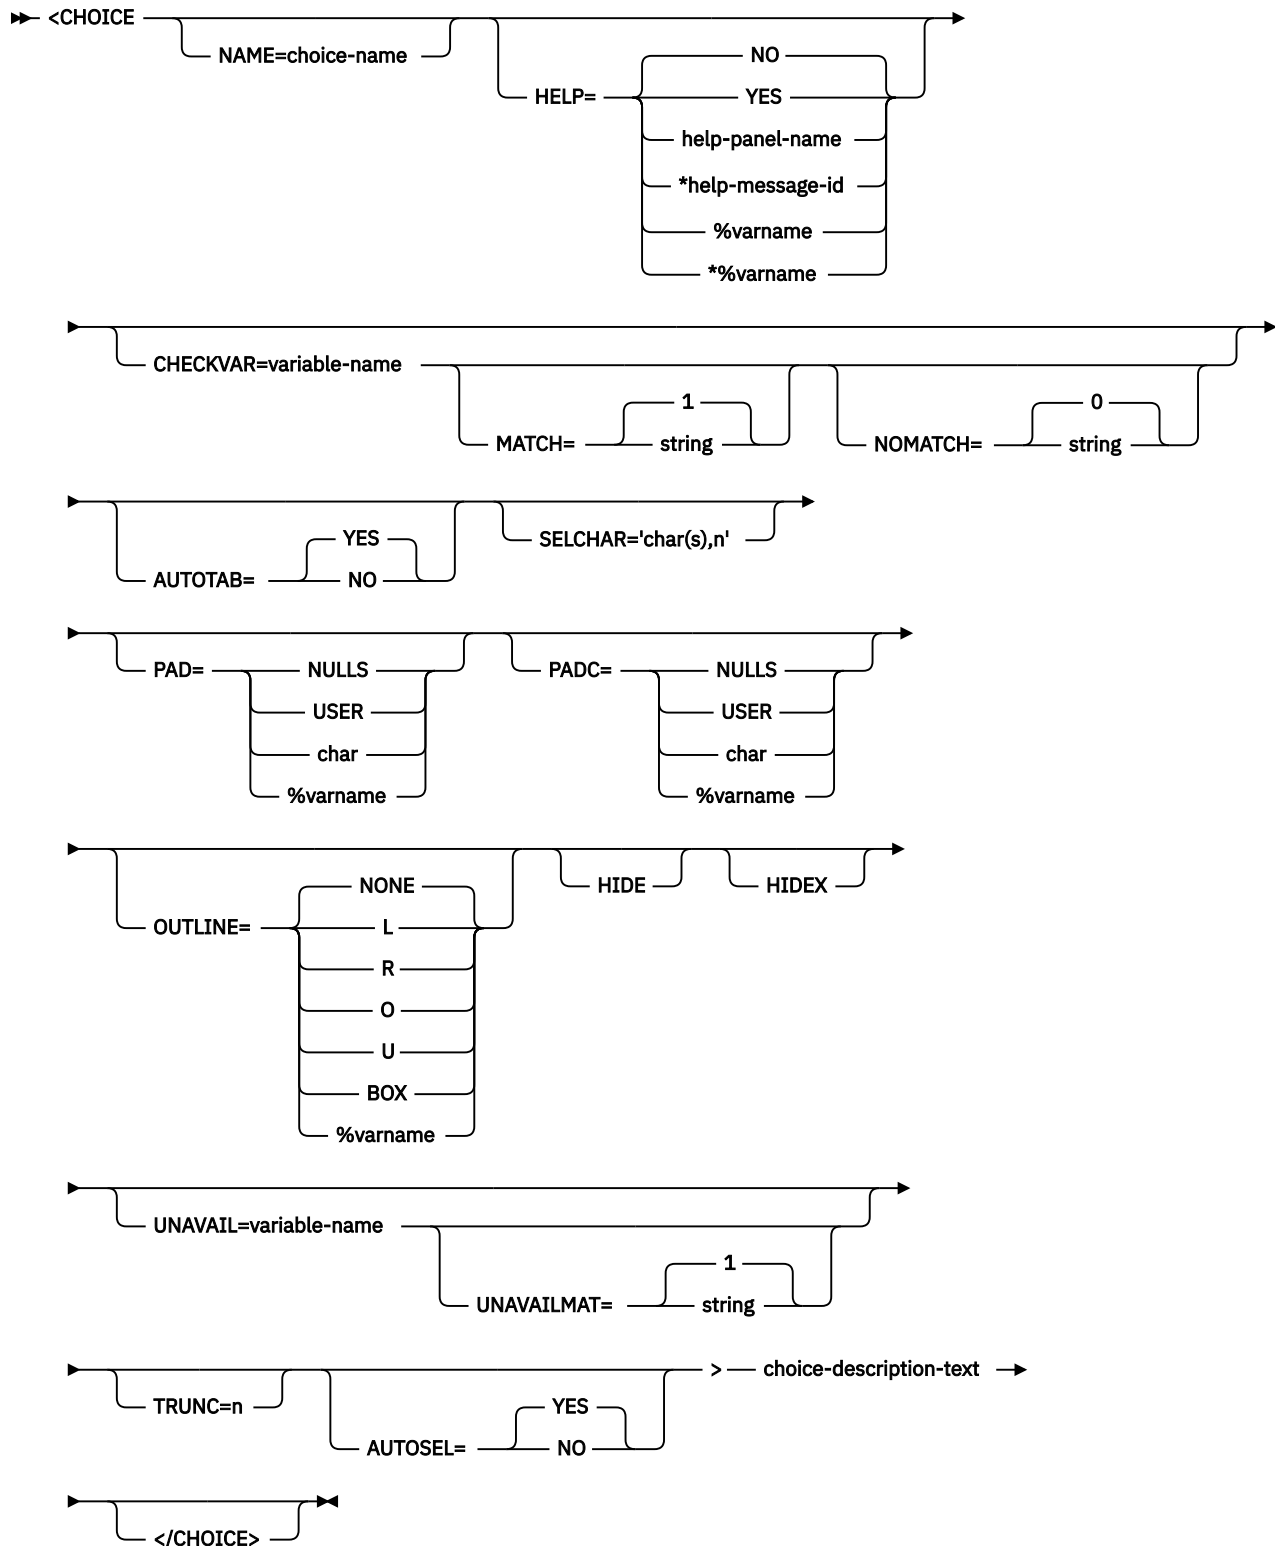 <CHOICE
NAME=choice-name
HELP=
NO
YES
help-panel-name
*help-message-id
%varname
*%varname
CHECKVAR=variable-name
MATCH=
1
string
NOMATCH=
0
string
AUTOTAB=
YES
NO
SELCHAR='char(s),n'
PAD=
NULLS
USER
char
%varname
PADC=
NULLS
USER
char
%varname
OUTLINE=
NONE
L
R
O
U
BOX
%varname
HIDE
HIDEX
UNAVAIL=variable-name
UNAVAILMAT=
1
string
TRUNC=n
AUTOSEL=
YES
NO
>
choice-description-text
</CHOICE>